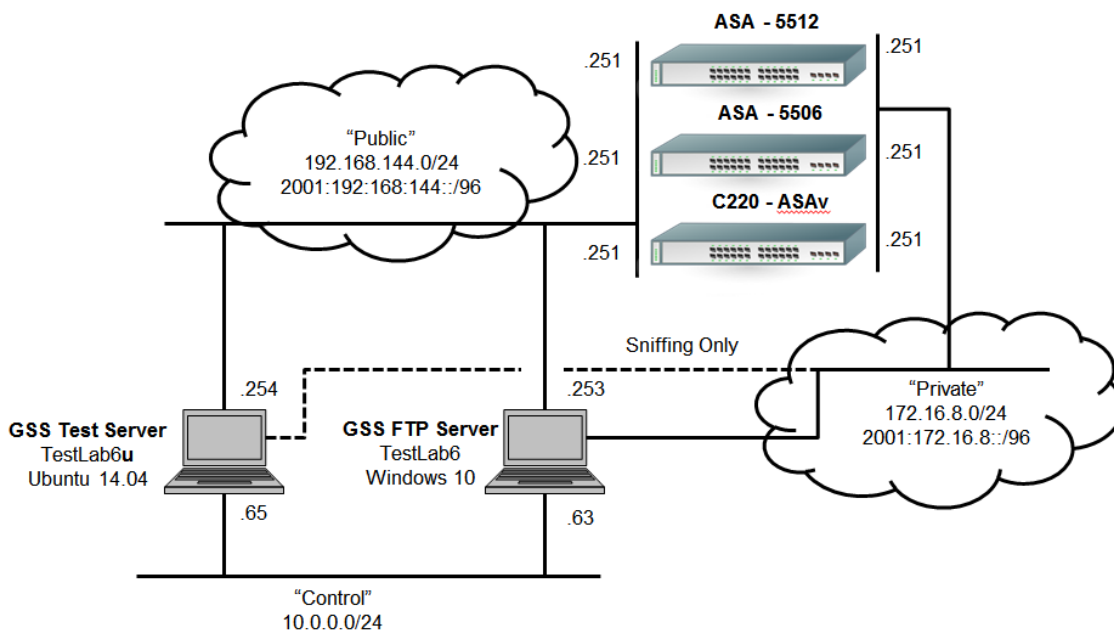 ASA - 5512
.251
.251
ASA - 5506
.251
.251
C220 - ASAv
.251
.251
“Public”
192.168.144.0/24
2001:192:168:144::/96
Sniffing Only
“Private”
172.16.8.0/24
2001:172.16.8::/96
.254
GSS Test Server
TestLab6u
Ubuntu 14.04
.65
.253
GSS FTP Server
TestLab6
Windows 10
.63
“Control”
10.0.0.0/24